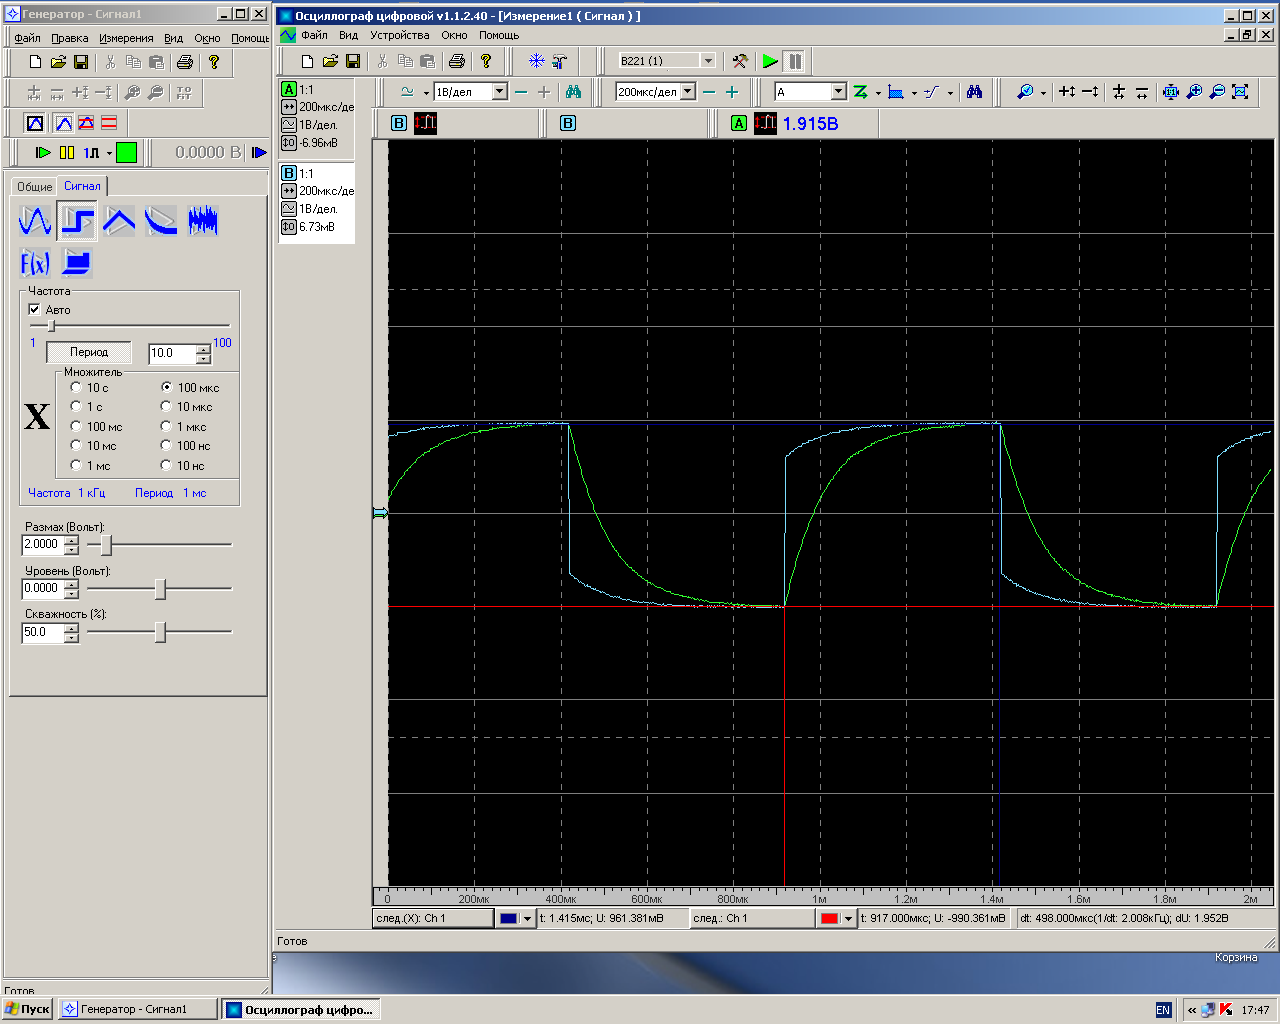 Генератор - Сигнал1
Файл Правка Измерения Вид Окно Помощь
0.0000 В
Общие Сигнал
F(x)
Частота
Авто
1 100
Период 10.0
Множитель
X
10 с 100 мкс
1 с 10 мкс
100 мс 1 мкс
10 мс 100 нс
1 мс 10 нс
Частота 1 кГц Период 1 мс
Размах (Вольт):
2.0000
Уровень (Вольт):
0.0000
Скважность (%):
50.0
Готов
Осциллограф цифровой v1.1.2.40 - [Измерение1 ( Сигнал ) ]
Файл Вид Устройства Окно Помощь
B221 (1)
1В/дел 200мкс/дел A
B B A 1.915В
A 1:1
200мкс/де
1В/дел.
-6.96мВ
B 1:1
200мкс/де
1В/дел.
6.73мВ
0 200мк 400мк 600мк 800мк 1м 1.2м 1.4м 1.6м 1.8м 2м
след.(X): Ch 1 t: 1.415мс; U: 961.381мВ след.: Ch 1 t: 917.000мкс; U: -990.361мВ dt: 498.000мкс(1/dt: 2.008кГц); dU: 1.952В
Готов
Корзина
Пуск Генератор - Сигнал1 Осциллограф цифро... EN « 17:47